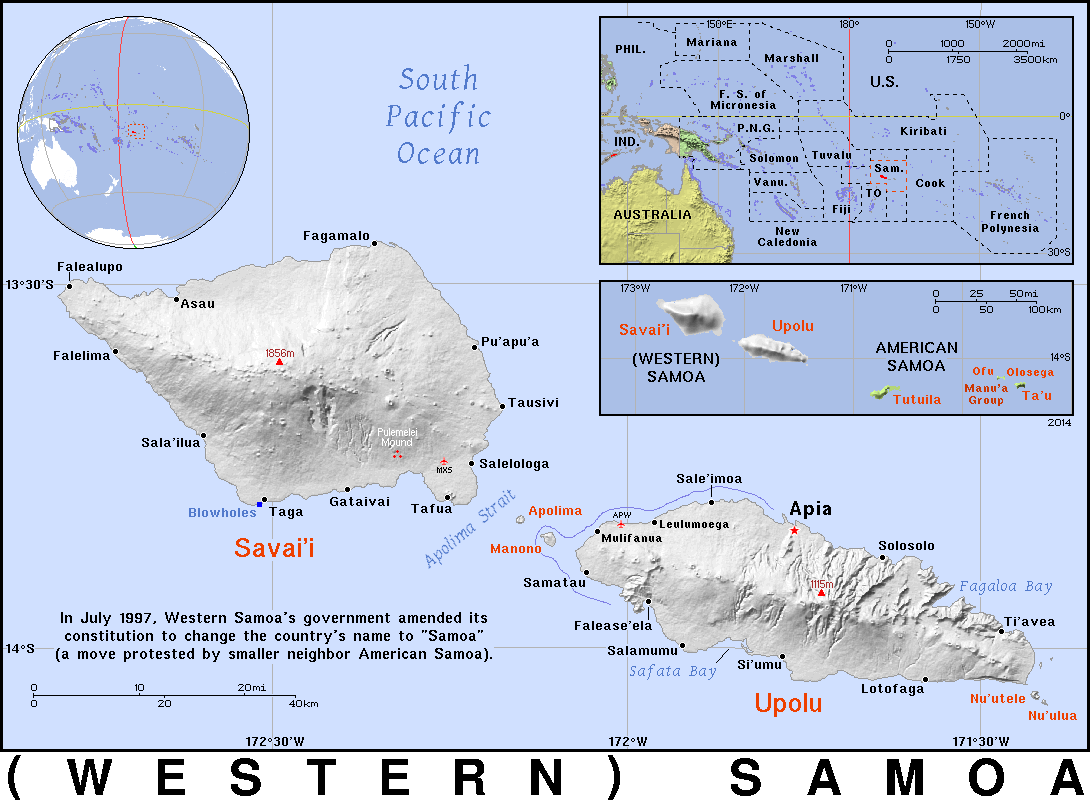 South
Pacific
Ocean
150°E
180°
150°W
PHIL.
Mariana
Marshall
0 1000 2000mi
0 1750 3500km
U.S.
F. S. of
Micronesia
0°
P.N.G.
Kiribati
IND.
Solomon
Tuvalu
Sam.
Vanu.
TO
Cook
Fiji
AUSTRALIA
French
Polynesia
New
Caledonia
30°S
173°W
172°W
171°W
0 25 50mi
0 50 100km
Savai'i
Upolu
(WESTERN)
SAMOA
AMERICAN
SAMOA
14°S
Ofu
Olosega
Manu'a
Group
Ta'u
Tutuila
2014
Fagamalo
Falealupo
13°30'S
Asau
Falelima
1856m
Pu'apu'a
Tausivi
Sala'ilua
Pulemelei
Mound
MXS
Salelologa
Blowholes
Taga
Gataivai
Tafua
Savai'i
Apolima Strait
Apolima
Manono
Sale'imoa
APW
Leulumoega
Mulifanua
Apia
Samatau
Solosolo
1115m
Fagaloa Bay
Falease'ela
Ti'avea
Salamumu
Safata Bay
Si'umu
Lotofaga
Upolu
Nu'utele
Nu'ulua
In July 1997, Western Samoa's government amended its
constitution to change the country's name to "Samoa"
(a move protested by smaller neighbor American Samoa).
14°S
0 10 20mi
0 20 40km
172°30'W
172°W
171°30'W
(WESTERN) SAMOA